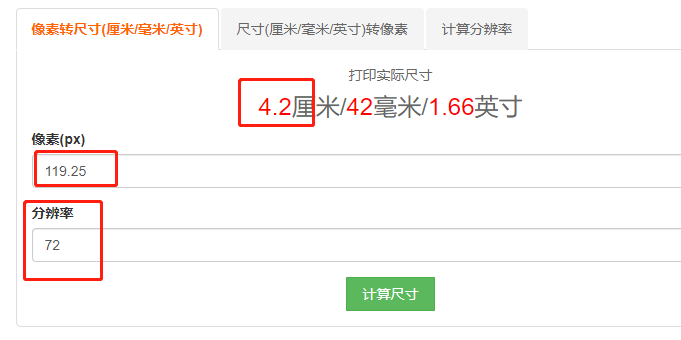 像素转尺寸(厘米/毫米/英寸) 尺寸(厘米/毫米/英寸)转像素 计算分辨率
打印实际尺寸
4.2厘米/42毫米/1.66英寸
像素(px)
119.25
分辨率
72
计算尺寸